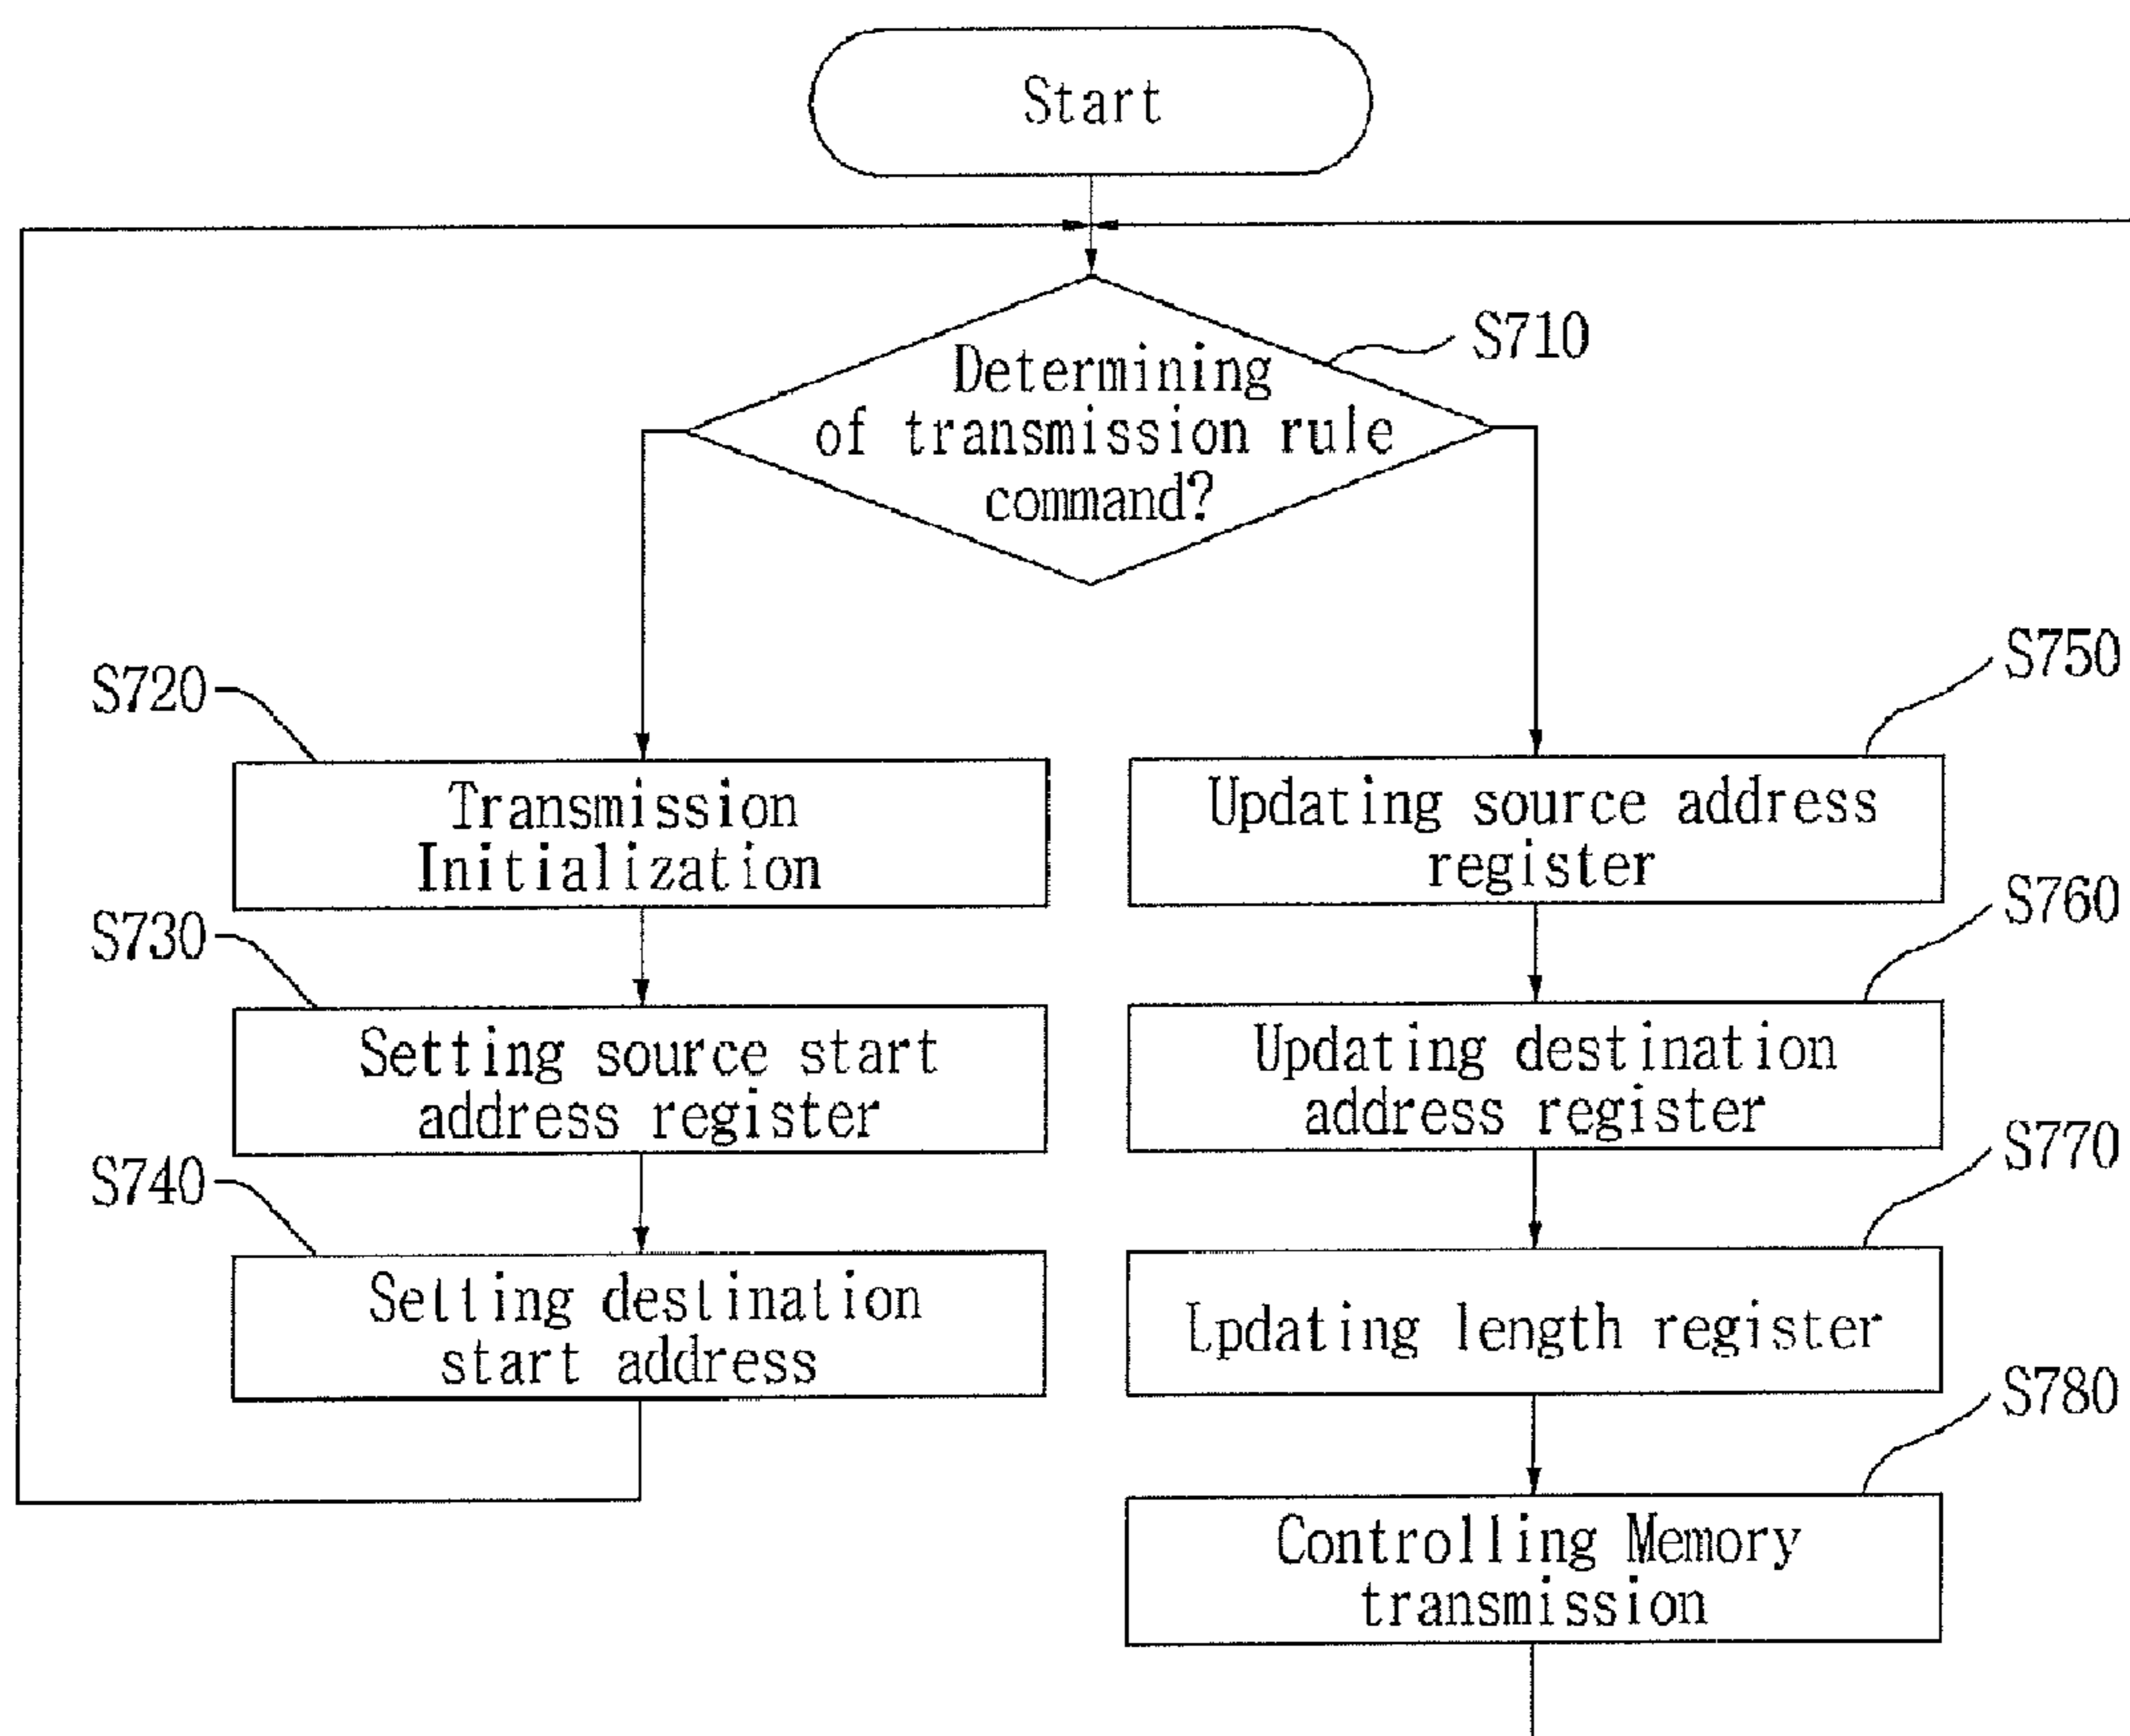 Start
S710
Determining
of transmission rule
command?
S720
Transmission
Initialization
S730
Setting source start
address register
S740
Setting destination
start address
S750
Updating source address
register
S760
Updating destination
address register
S770
Updating length register
S780
Controlling Memory
transmission